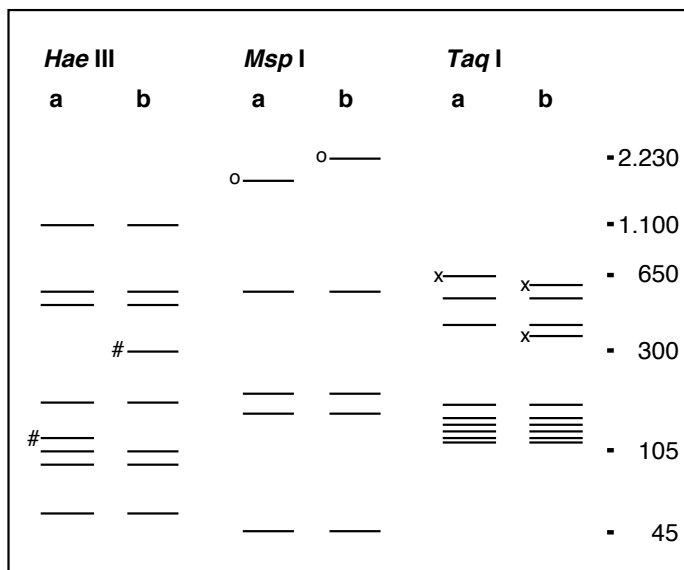 Hae III Msp I Taq I
a b a b a b
o o 2.230
1.100
x x 650
# x 300
# 105
45